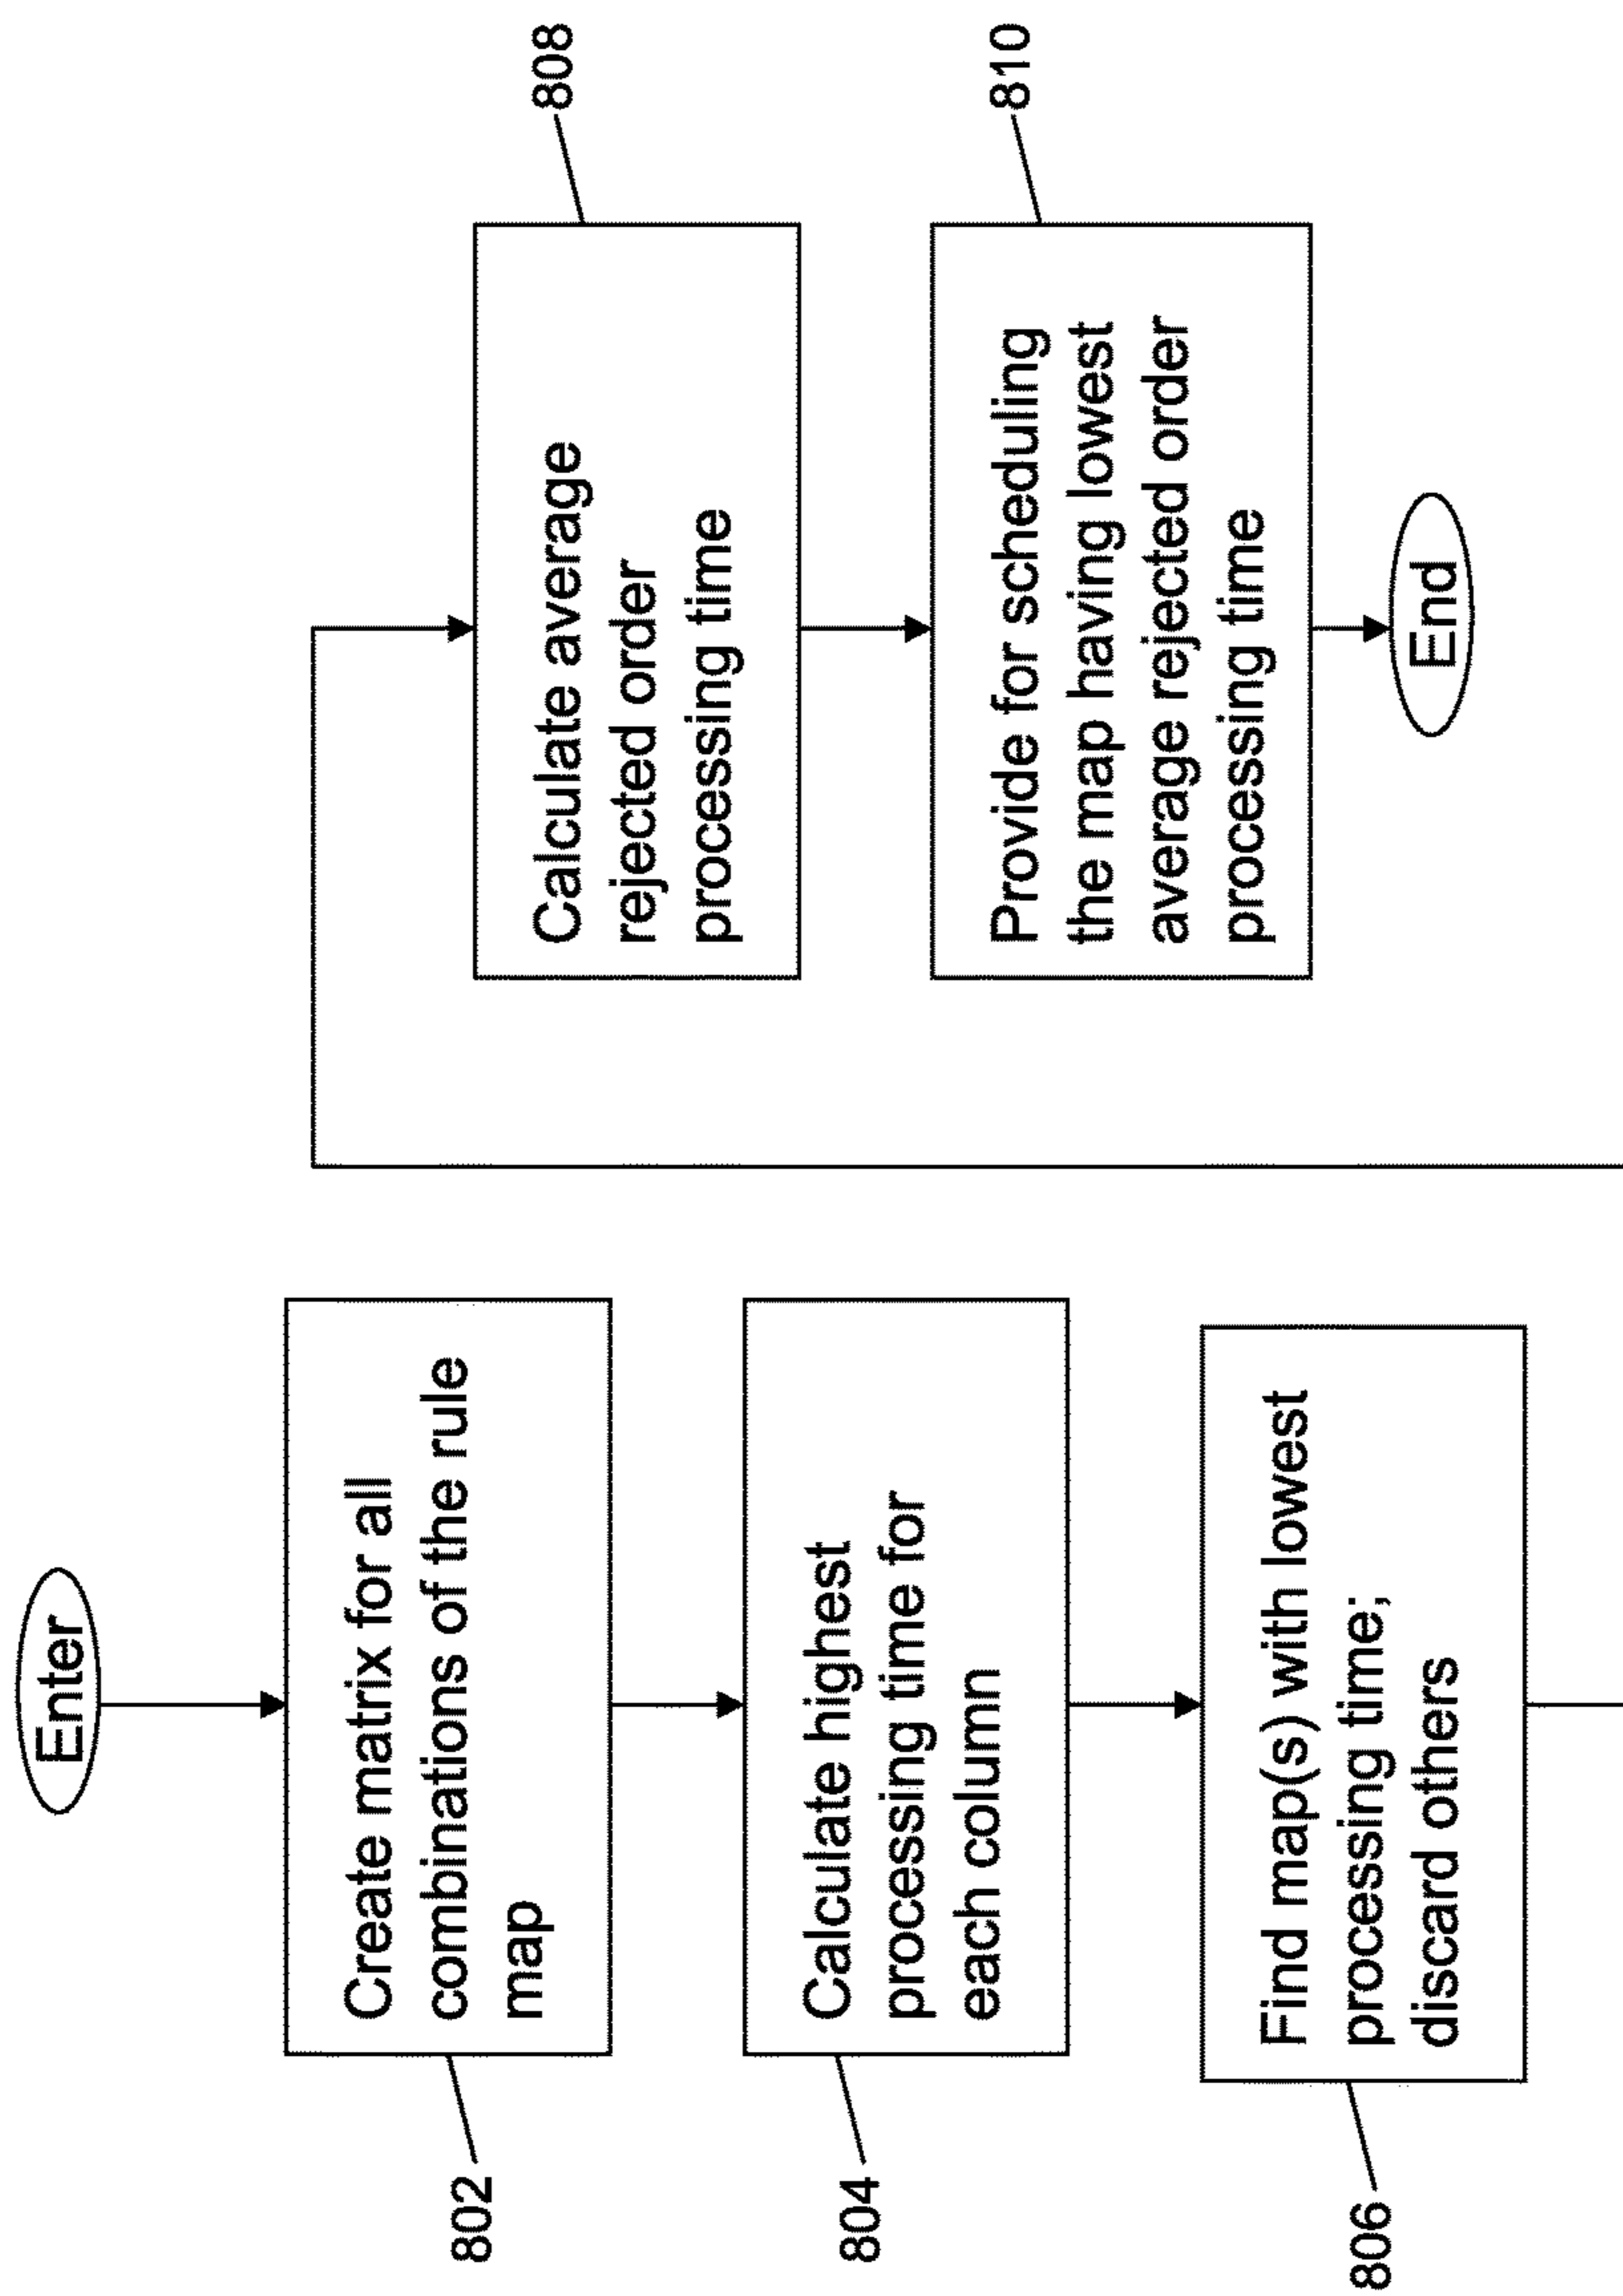 Enter
Create matrix for all
combinations of the rule
map
802
Calculate highest
processing time for
each column
804
Find map(s) with lowest
processing time;
discard others
806
Calculate average
rejected order
processing time
808
Provide for scheduling
the map having lowest
average rejected order
processing time
810
End